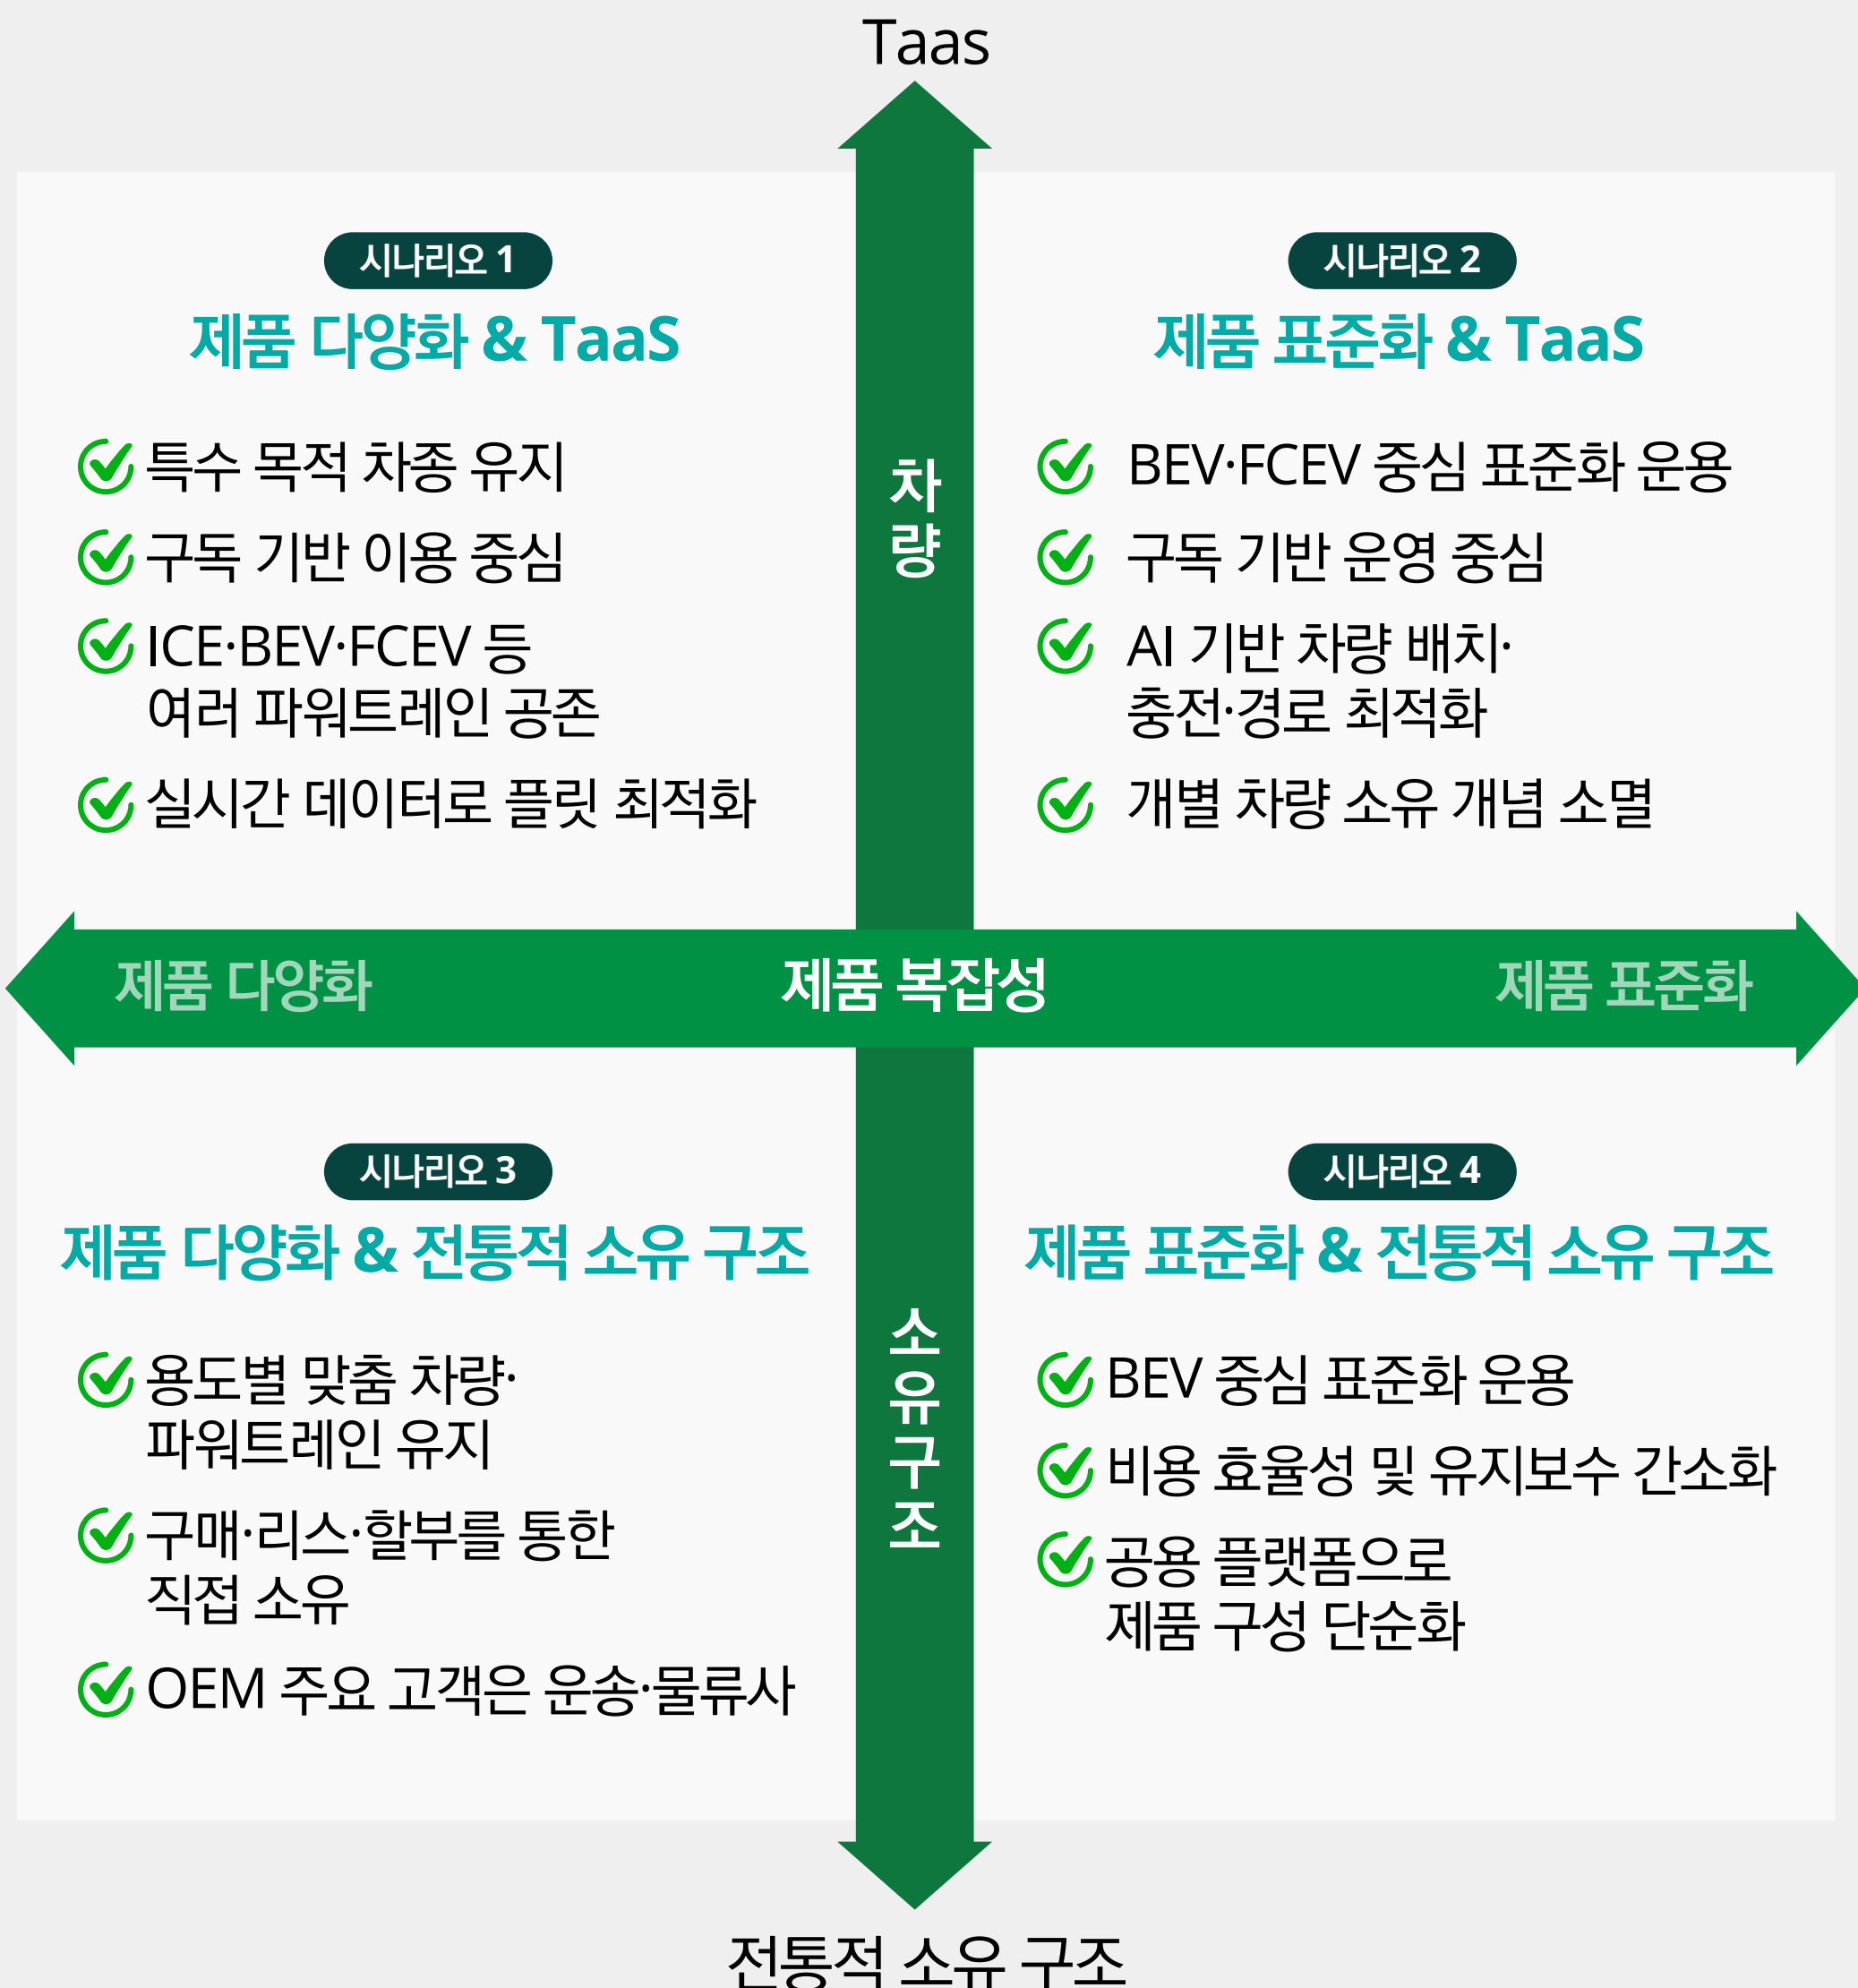 Taas
시나리오 1
제품 다양화 & TaaS
특수 목적 차종 유지
구독 기반 이용 중심
ICE·BEV·FCEV 등
여러 파워트레인 공존
실시간 데이터로 플릿 최적화
시나리오 2
제품 표준화 & TaaS
BEV·FCEV 중심 표준화 운용
구독 기반 운영 중심
AI 기반 차량 배치·
충전·경로 최적화
개별 차량 소유 개념 소멸
차량
제품 다양화
제품 복잡성
제품 표준화
소유구조
시나리오 3
제품 다양화 & 전통적 소유 구조
용도별 맞춤 차량·
파워트레인 유지
구매·리스·할부를 통한
직접 소유
OEM 주요 고객은 운송·물류사
시나리오 4
제품 표준화 & 전통적 소유 구조
BEV 중심 표준화 운용
비용 효율성 및 유지보수 간소화
공용 플랫폼으로
제품 구성 단순화
전통적 소유 구조